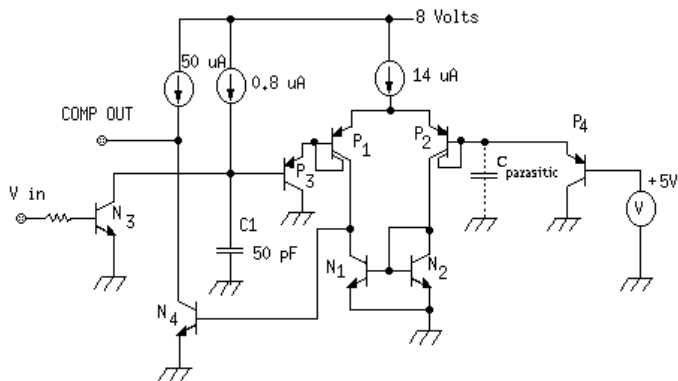 8 Volts
50 uA
0.8 uA
14 uA
COMP OUT
P1
P2
P4
P3
Cparasitic
+5V
V
V in
N3
C1
50 pF
N1
N2
N4